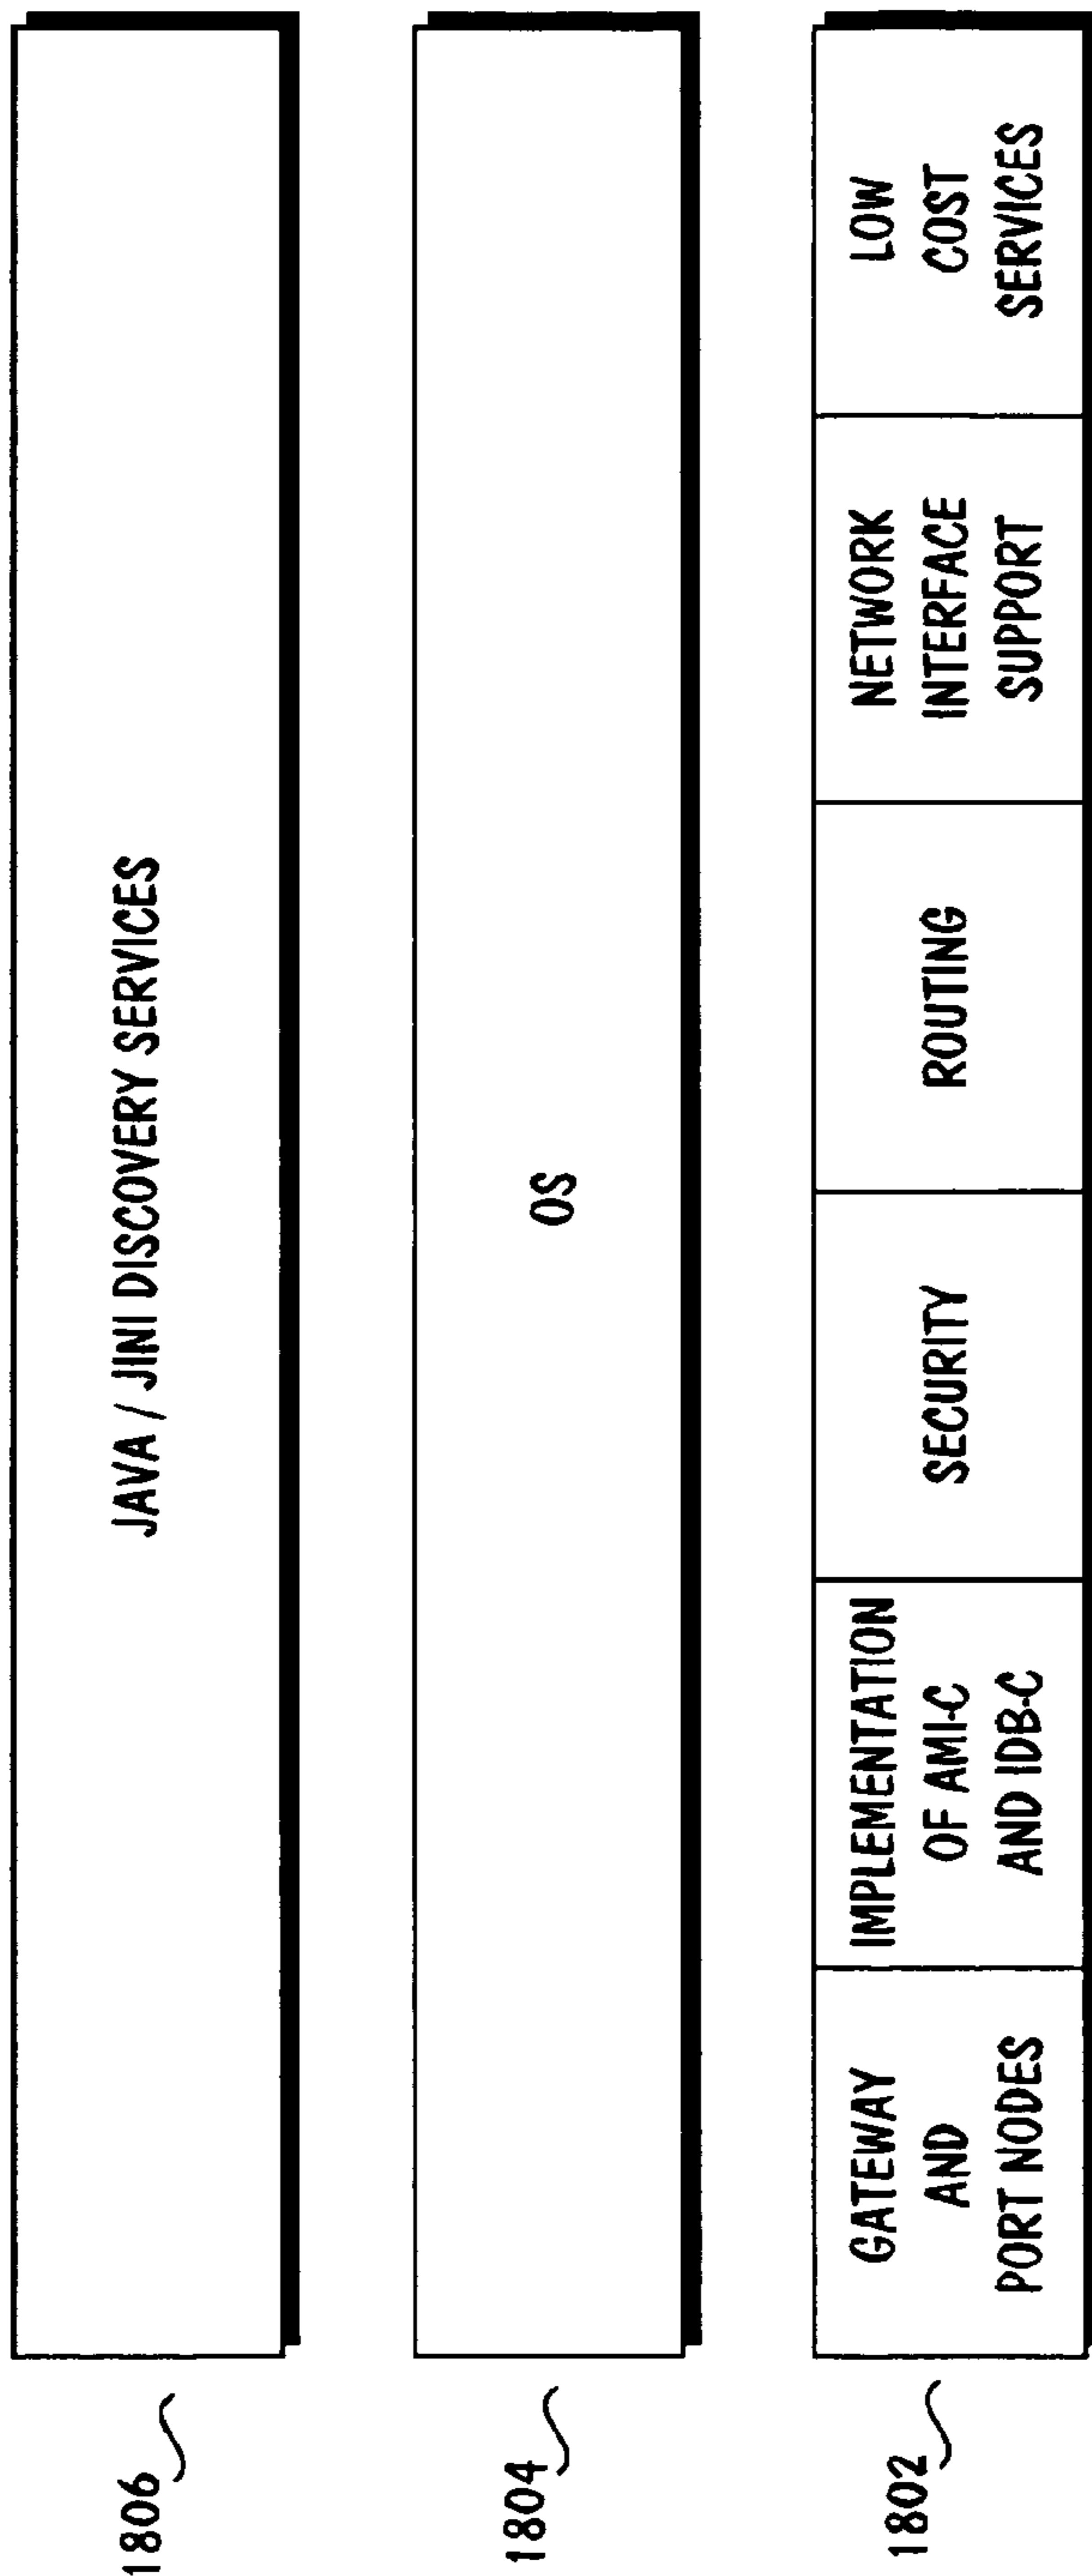 1806
JAVA / JINI DISCOVERY SERVICES
1804
OS
1802
GATEWAY
AND
PORT NODES
IMPLEMENTATION
OF AMI-C
AND IDB-C
SECURITY
ROUTING
NETWORK
INTERFACE
SUPPORT
LOW
COST
SERVICES